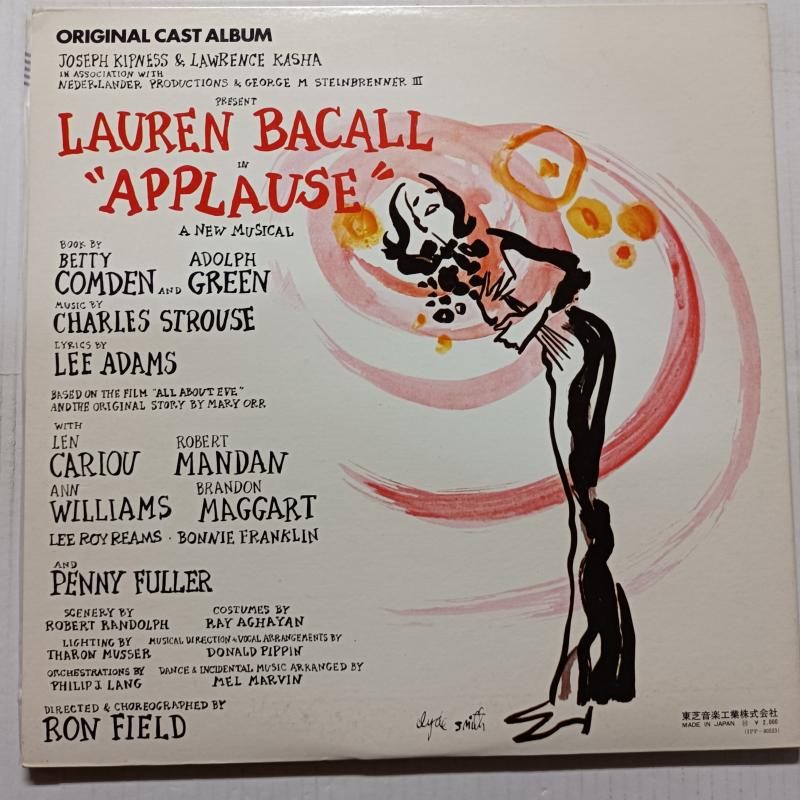 ORIGINAL CAST ALBUM
JOSEPH KIPNESS & LAWRENCE KASHA
IN ASSOCIATION WITH
NEDERLANDER PRODUCTIONS & GEORGE M STEINBRENNER III
PRESENT
LAUREN BACALL
IN
"APPLAUSE"
A NEW MUSICAL
BOOK BY
BETTY ADOLPH
COMDEN AND GREEN
MUSIC BY
CHARLES STROUSE
LYRICS BY
LEE ADAMS
BASED ON THE FILM "ALL ABOUT EVE"
AND THE ORIGINAL STORY BY MARY ORR
WITH
LEN ROBERT
CARIOU MANDAN
ANN BRANDON
WILLIAMS MAGGART
LEE ROY REAMS · BONNIE FRANKLIN
AND
PENNY FULLER
SCENERY BY COSTUMES BY
ROBERT RANDOLPH RAY AGHAYAN
LIGHTING BY MUSICAL DIRECTION & VOCAL ARRANGEMENTS BY
THARON MUSSER DONALD PIPPIN
ORCHESTRATIONS BY DANCE & INCIDENTAL MUSIC ARRANGED BY
PHILIP J. LANG MEL MARVIN
DIRECTED & CHOREOGRAPHED BY
RON FIELD
clyde smith
東芝音楽工業株式会社
MADE IN JAPAN ¥2,000